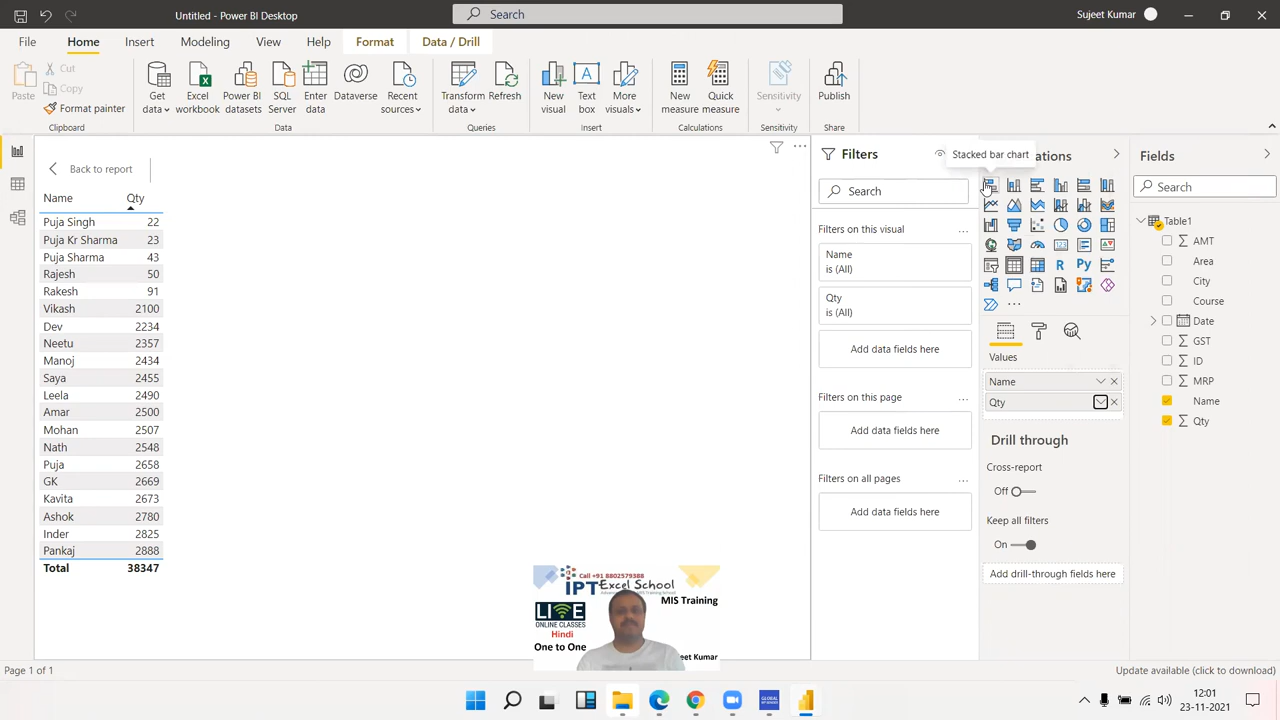 Untitled - Power BI Desktop
Search
Sujeet Kumar
File
Home
Insert
Modeling
View
Help
Format
Data / Drill
Paste
Cut
Copy
Format painter
Get data
Excel workbook
Power BI datasets
SQL Server
Enter data
Dataverse
Recent sources
Transform data
Refresh
New visual
Text box
More visuals
New measure
Quick measure
Sensitivity
Publish
Clipboard
Data
Queries
Insert
Calculations
Sensitivity
Share
Back to report
Name Qty
Puja Singh 22
Puja Kr Sharma 23
Puja Sharma 43
Rajesh 50
Rakesh 91
Vikash 2100
Dev 2234
Neetu 2357
Manoj 2434
Saya 2455
Leela 2490
Amar 2500
Mohan 2507
Nath 2548
Puja 2658
GK 2669
Kavita 2673
Ashok 2780
Inder 2825
Pankaj 2888
Total 38347
Filters
Search
Filters on this visual
Name
is (All)
Qty
is (All)
Add data fields here
Filters on this page
Add data fields here
Filters on all pages
Add data fields here
Stacked bar chart
ations
R
Py
123
Values
Name
Qty
Drill through
Cross-report
Off
Keep all filters
On
Add drill-through fields here
Fields
Search
Table1
AMT
Area
City
Course
Date
GST
ID
MRP
Name
Qty
Call +91 8802579388
IPT Excel School
MIS Training
LIVE
ONLINE CLASSES
Hindi
One to One
eet Kumar
Page 1 of 1
Update available (click to download)
GLOBAL
12:01
23-11-2021